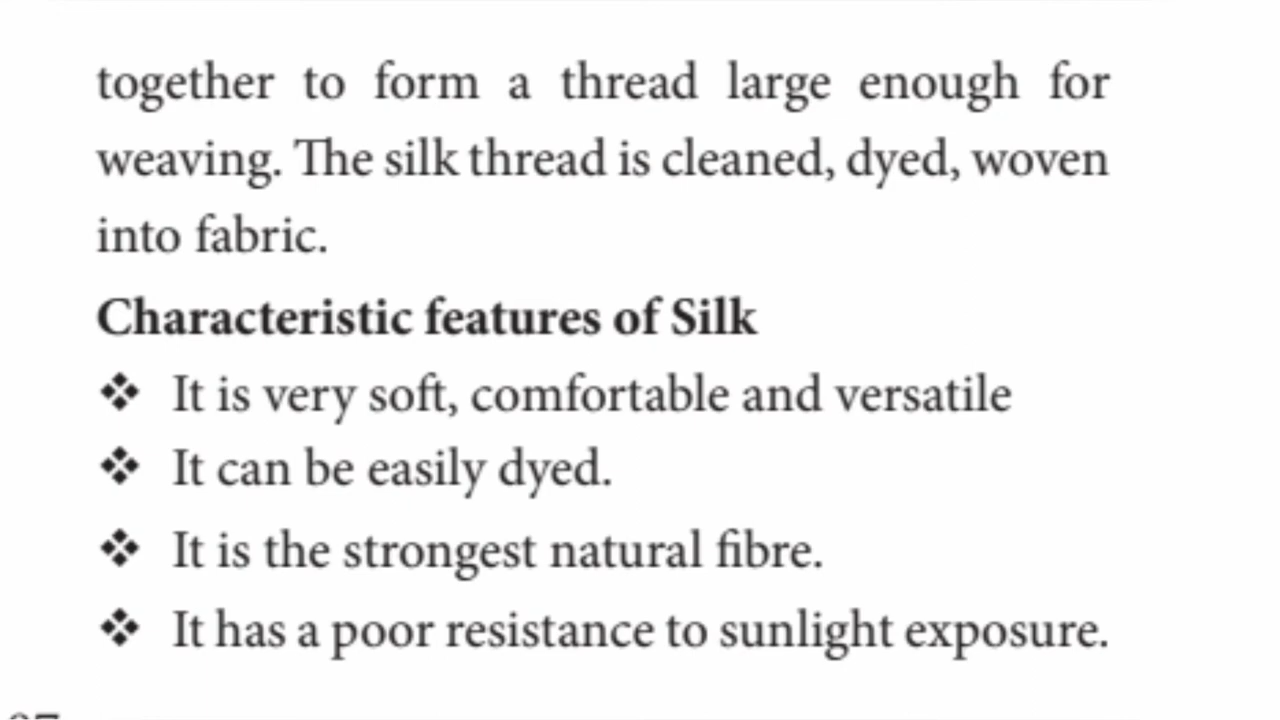 together to form a thread large enough for
weaving. The silk thread is cleaned, dyed, woven
into fabric.
Characteristic features of Silk
❖ It is very soft, comfortable and versatile
❖ It can be easily dyed.
❖ It is the strongest natural fibre.
❖ It has a poor resistance to sunlight exposure.